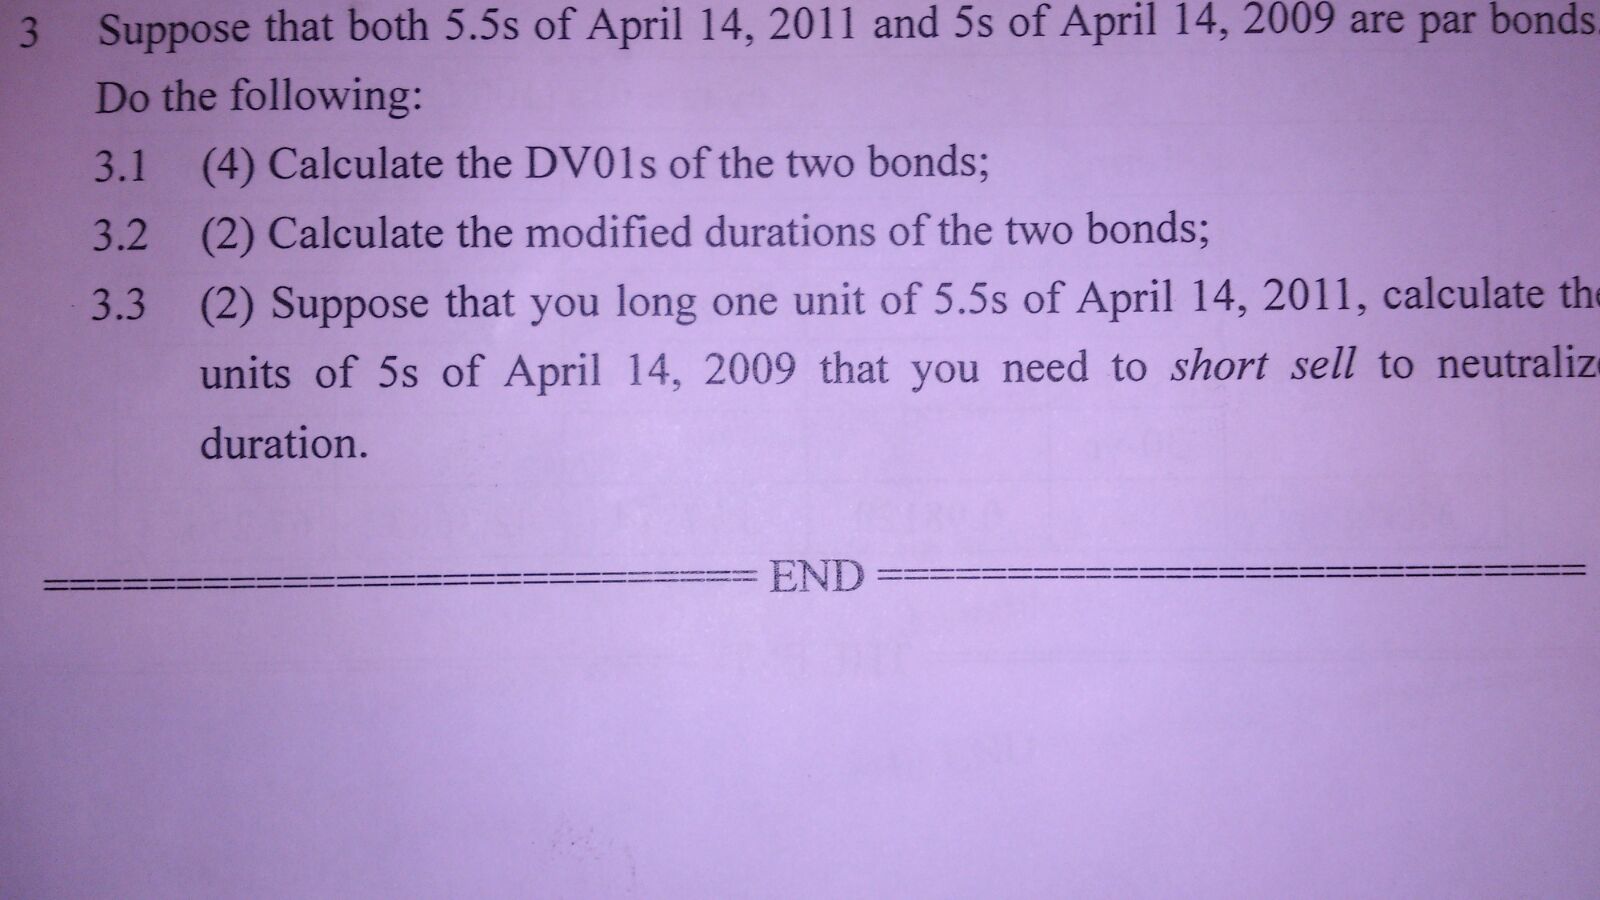 3 Suppose that both 5.5s of April 14, 2011 and 5s of April 14, 2009 are par bonds.
Do the following:
3.1 (4) Calculate the DV01s of the two bonds;
3.2 (2) Calculate the modified durations of the two bonds;
3.3 (2) Suppose that you long one unit of 5.5s of April 14, 2011, calculate the
units of 5s of April 14, 2009 that you need to short sell to neutralize
duration.
=========================== END ===========================